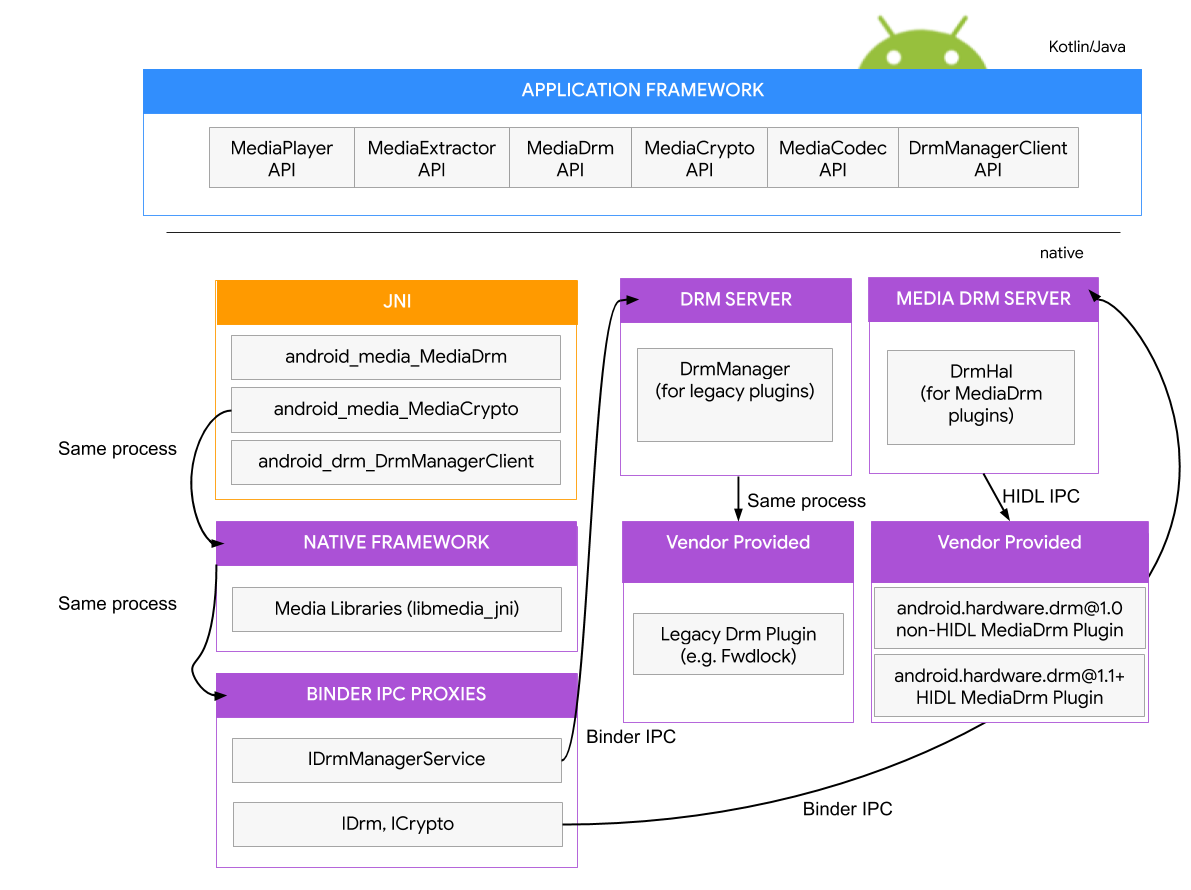 Kotlin/Java
APPLICATION FRAMEWORK
MediaPlayer
API
MediaExtractor
API
MediaDrm
API
MediaCrypto
API
MediaCodec
API
DrmManagerClient
API
native
JNI
android_media_MediaDrm
android_media_MediaCrypto
android_drm_DrmManagerClient
Same process
NATIVE FRAMEWORK
Media Libraries (libmedia_jni)
Same process
BINDER IPC PROXIES
IDrmManagerService
IDrm, ICrypto
DRM SERVER
DrmManager
(for legacy plugins)
Same process
Vendor Provided
Legacy Drm Plugin
(e.g. Fwdlock)
Binder IPC
MEDIA DRM SERVER
DrmHal
(for MediaDrm
plugins)
HIDL IPC
Vendor Provided
android.hardware.drm@1.0
non-HIDL MediaDrm Plugin
android.hardware.drm@1.1+
HIDL MediaDrm Plugin
Binder IPC